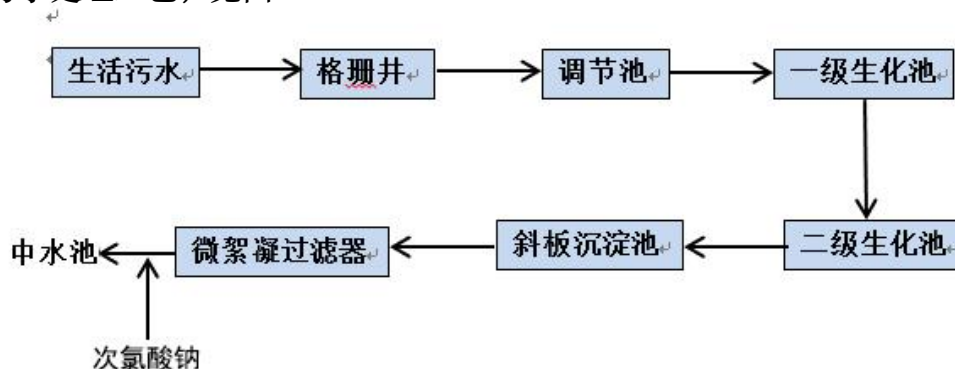 生活污水
格珊井
调节池
一级生化池
二级生化池
斜板沉淀池
微絮凝过滤器
中水池
次氯酸钠